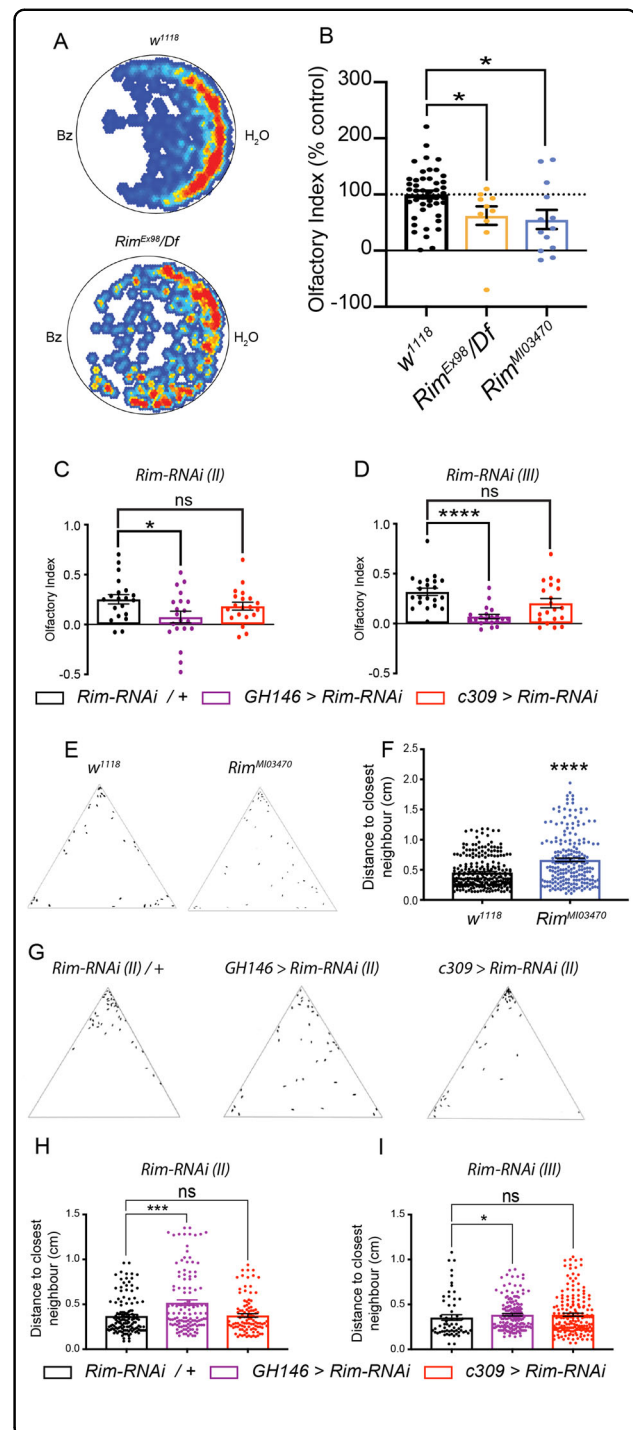 A
w1118
Bz
H2O
RimEx98/Df
Bz
H2O
B
Olfactory Index (% control)
300
200
100
0
-100
*
*
w1118
RimEx98/Df
RimMI03470
C
Rim-RNAi (II)
ns
*
Olfactory Index
1.0
0.5
0.0
-0.5
D
Rim-RNAi (III)
ns
****
Olfactory Index
1.0
0.5
0.0
-0.5
Rim-RNAi / +
GH146 > Rim-RNAi
c309 > Rim-RNAi
E
w1118
RimMI03470
F
Distance to closest
neighbour (cm)
2.5
2.0
1.5
1.0
0.5
0.0
****
w1118
RimMI03470
G
Rim-RNAi (II) / +
GH146 > Rim-RNAi (II)
c309 > Rim-RNAi (II)
H
Rim-RNAi (II)
ns
***
Distance to closest
neighbour (cm)
1.5
1.0
0.5
0.0
I
Rim-RNAi (III)
ns
*
Distance to closest
neighbour (cm)
1.5
1.0
0.5
0.0
Rim-RNAi / +
GH146 > Rim-RNAi
c309 > Rim-RNAi